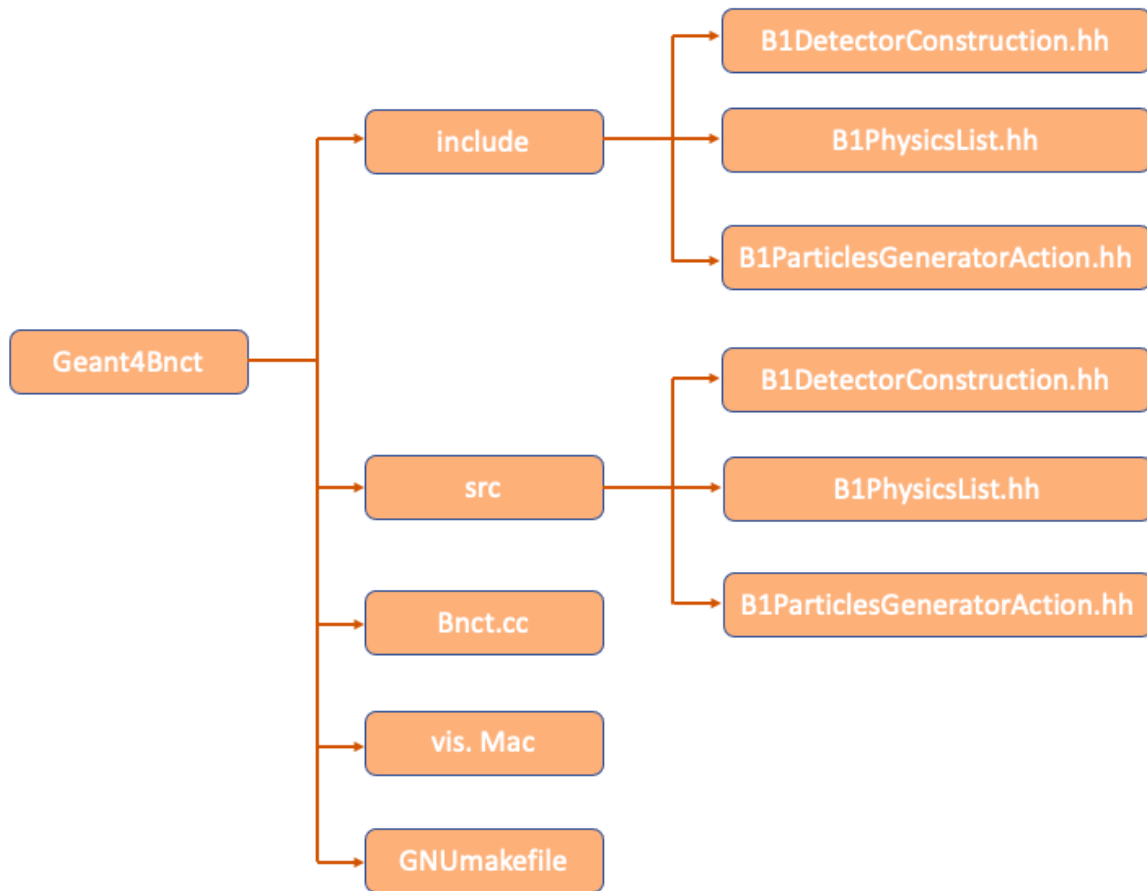 B1DetectorConstruction.hh
include
B1PhysicsList.hh
B1ParticlesGeneratorAction.hh
Geant4Bnct
B1DetectorConstruction.hh
src
B1PhysicsList.hh
B1ParticlesGeneratorAction.hh
Bnct.cc
vis. Mac
GNUmakefile